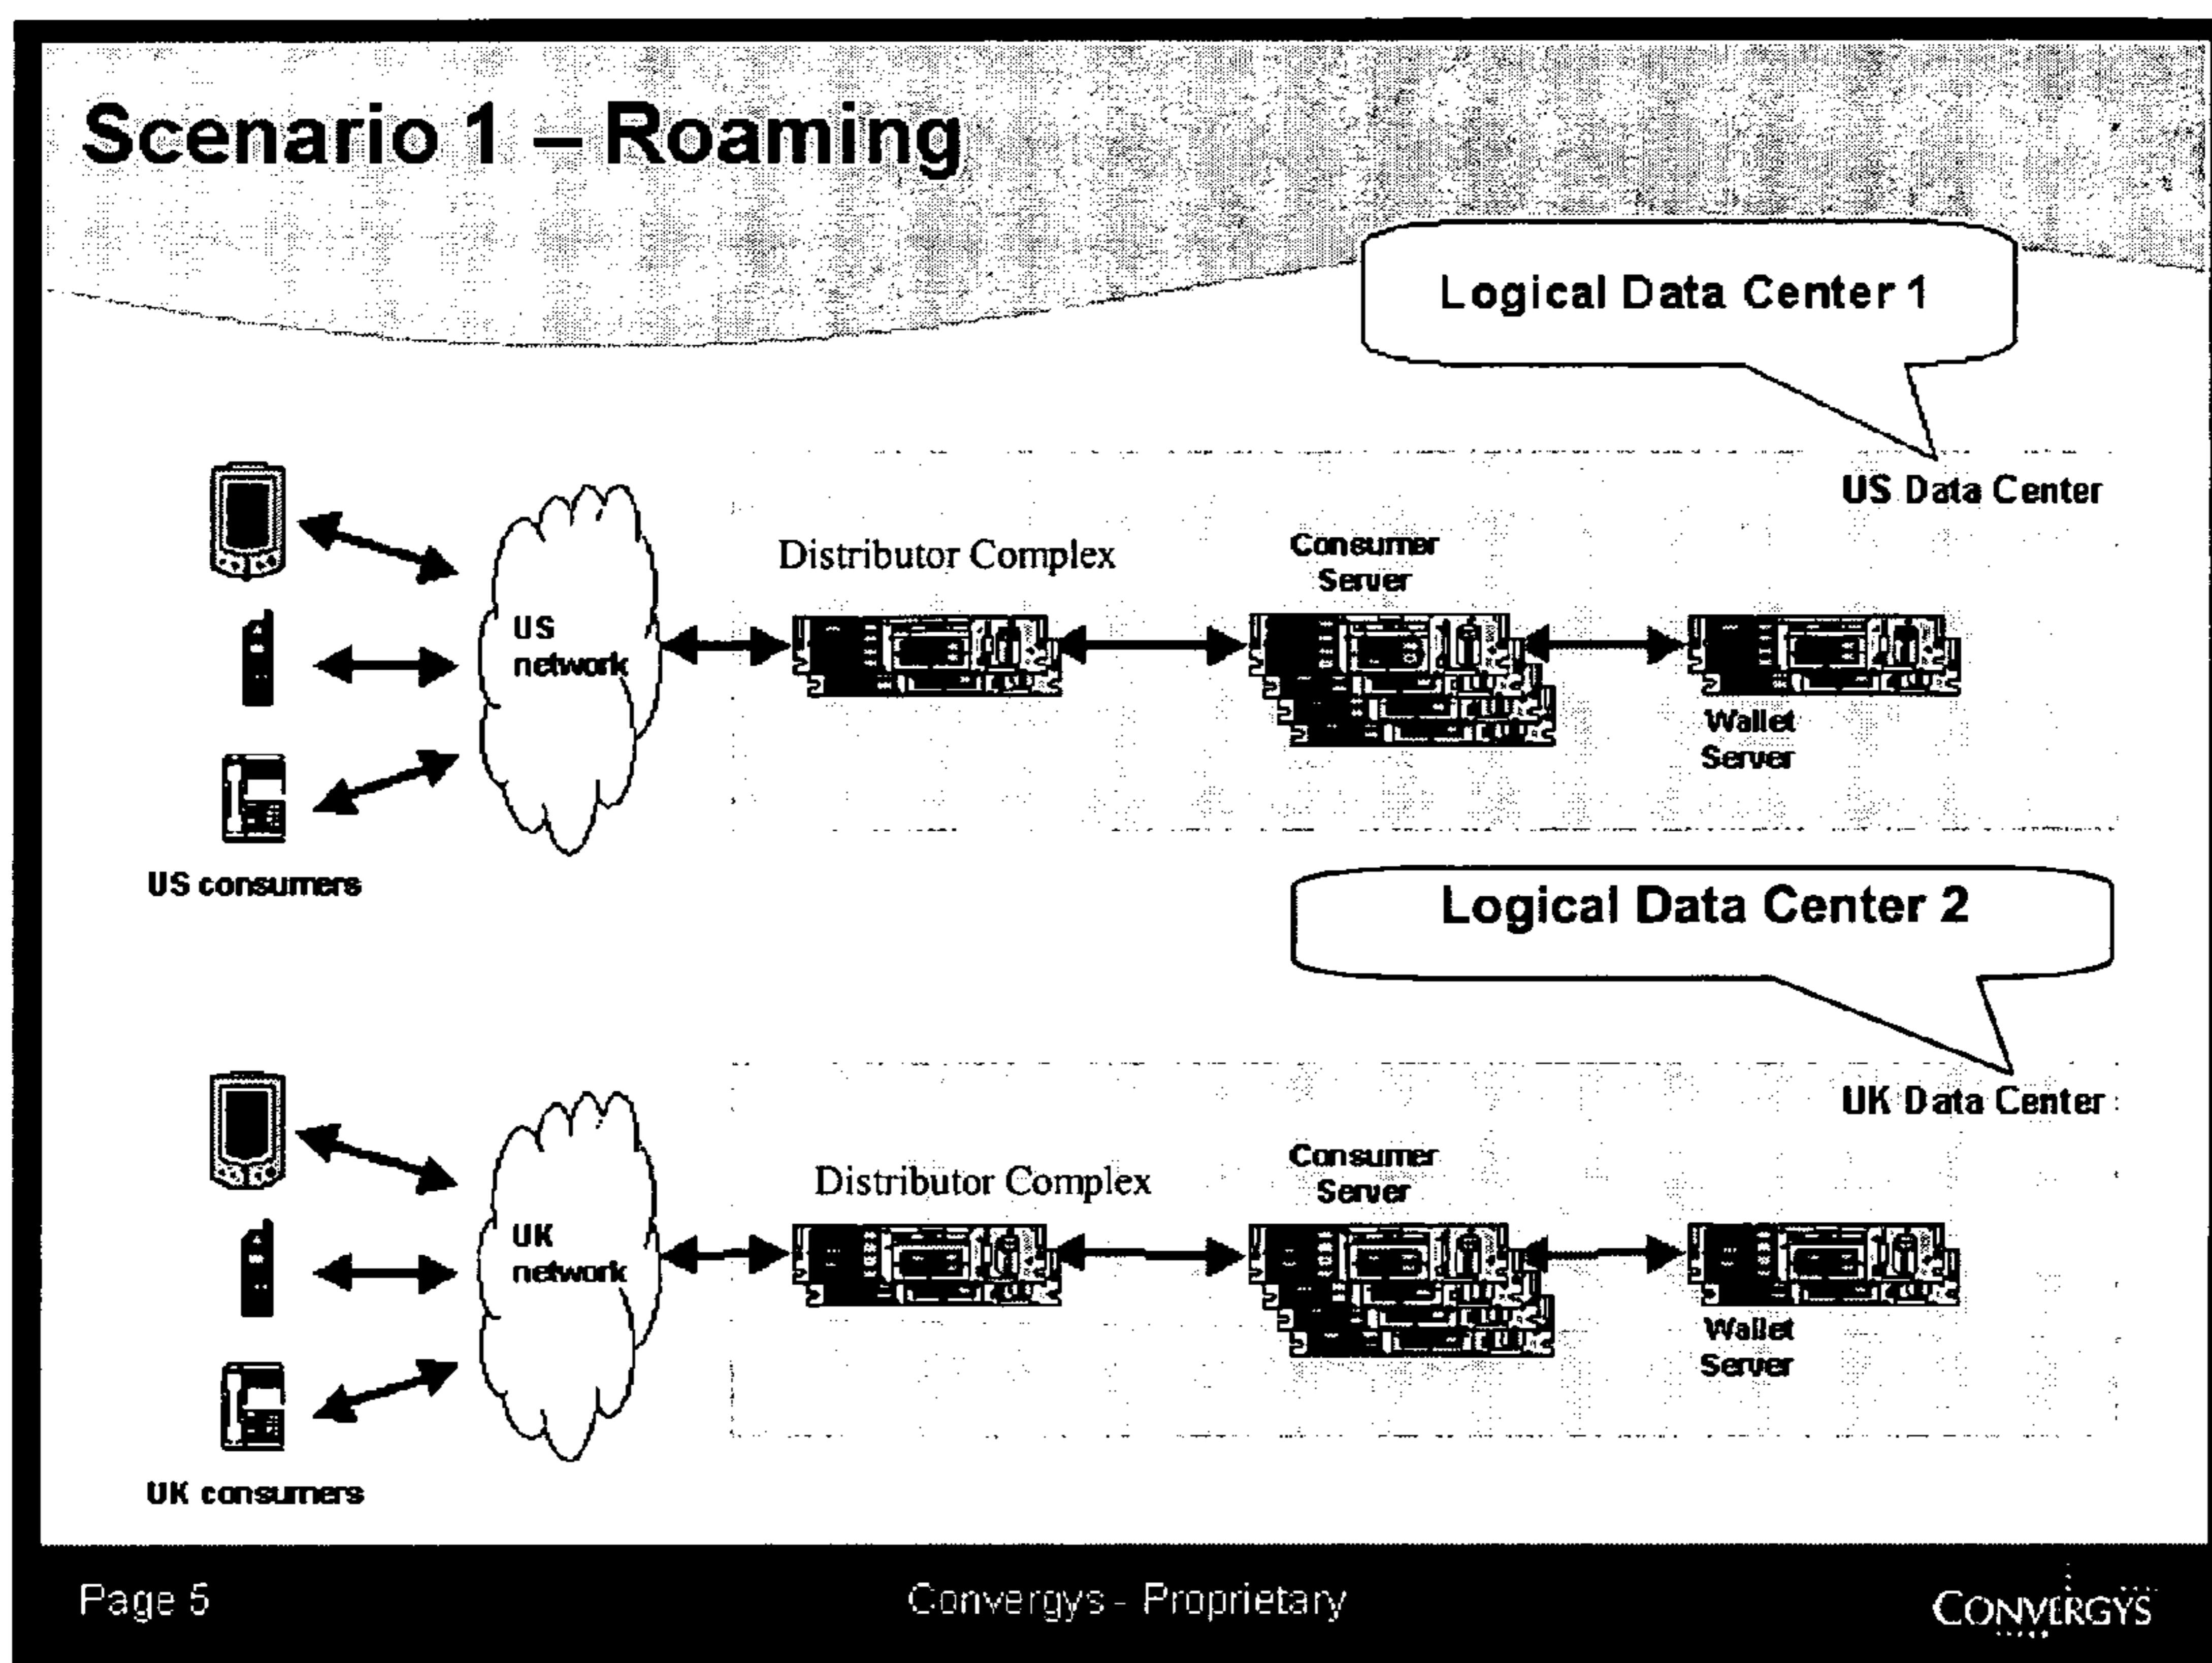 Scenario 1 – Roaming
Logical Data Center 1
US Data Center
Distributor Complex
Consumer
Server
US
network
Wallet
Server
US consumers
Logical Data Center 2
UK Data Center
Distributor Complex
Consumer
Server
UK
network
Wallet
Server
UK consumers
Page 5
Convergys - Proprietary
CONVERGYS